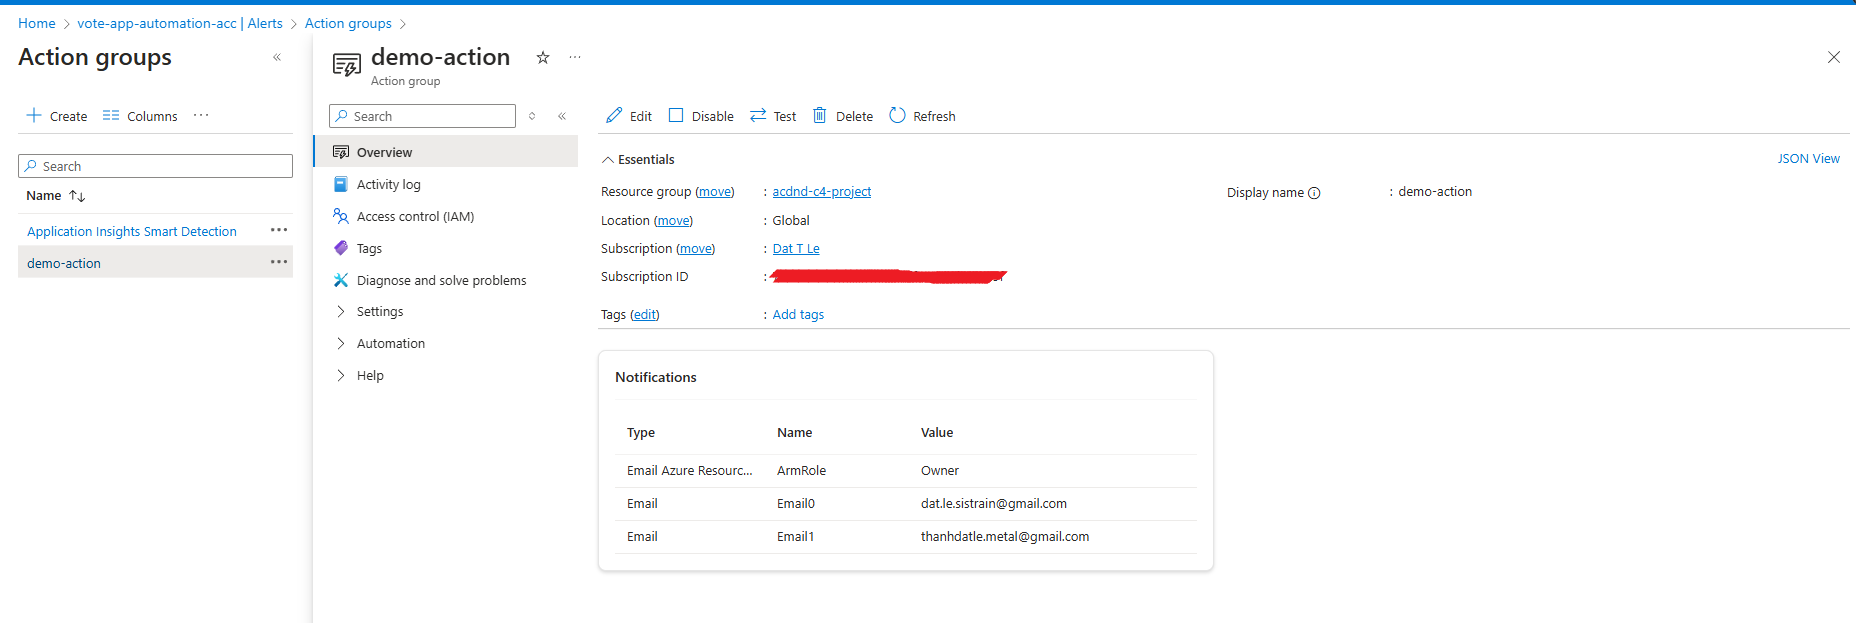 Home > vote-app-automation-acc | Alerts > Action groups >
Action groups «
+ Create Columns ···
Search
Name ↑↓
Application Insights Smart Detection ···
demo-action ···
demo-action ☆ ···
Action group
Search «
Overview
Activity log
Access control (IAM)
Tags
Diagnose and solve problems
> Settings
> Automation
> Help
Edit Disable Test Delete Refresh
Essentials JSON View
Resource group (move) : acdnd-c4-project Display name : demo-action
Location (move) : Global
Subscription (move) : Dat T Le
Subscription ID :
Tags (edit) : Add tags
Notifications
Type Name Value
Email Azure Resourc... ArmRole Owner
Email Email0 dat.le.sistrain@gmail.com
Email Email1 thanhdatle.metal@gmail.com